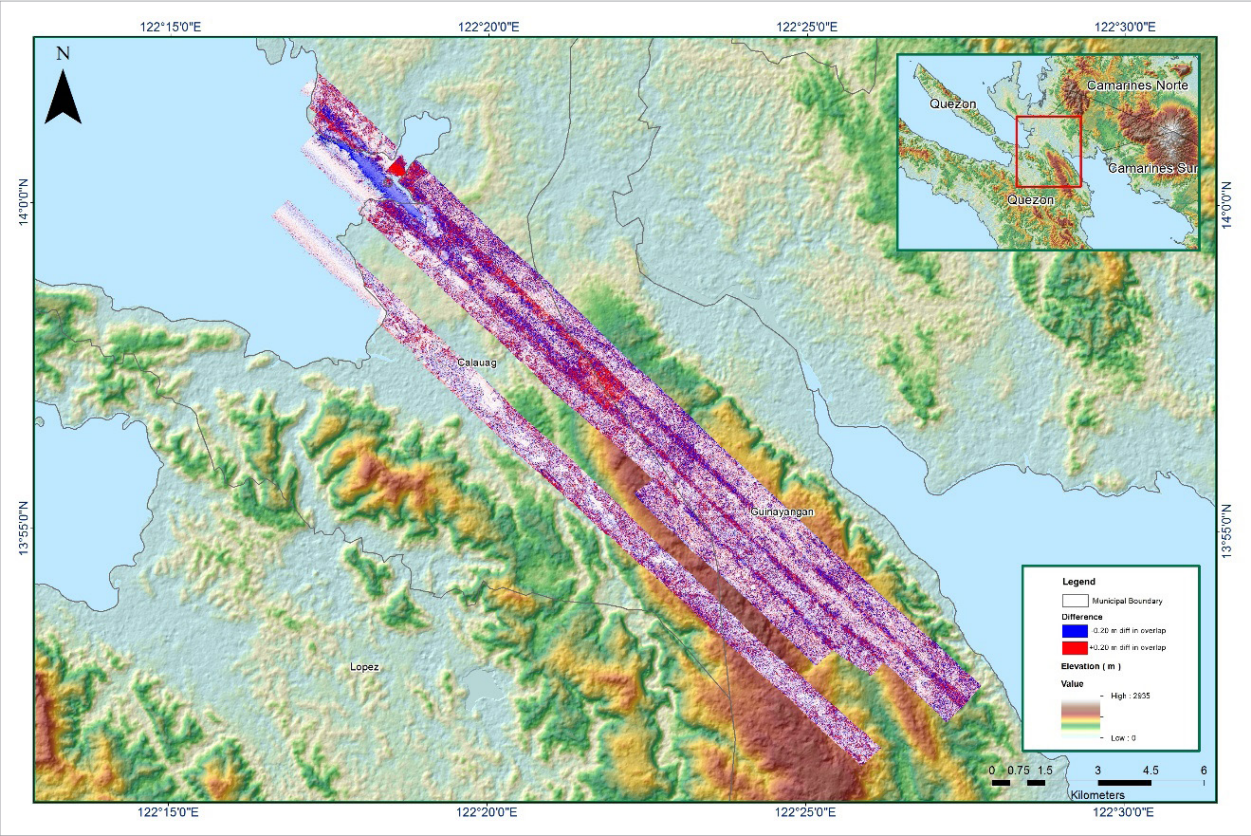 122°15'0"E 122°20'0"E 122°25'0"E 122°30'0"E
N
Camarines Norte
Quezon
Camarines Sur
Quezon
14°0'0"N
14°0'0"N
Calauag
Guinayangan
13°55'0"N
13°55'0"N
Lopez
Legend
Municipal Boundary
Difference
-0.20 m diff in overlap
+0.20 m diff in overlap
Elevation ( m )
Value
High : 2935
Low : 0
0 0.75 1.5 3 4.5 6
Kilometers
122°15'0"E 122°20'0"E 122°25'0"E 122°30'0"E